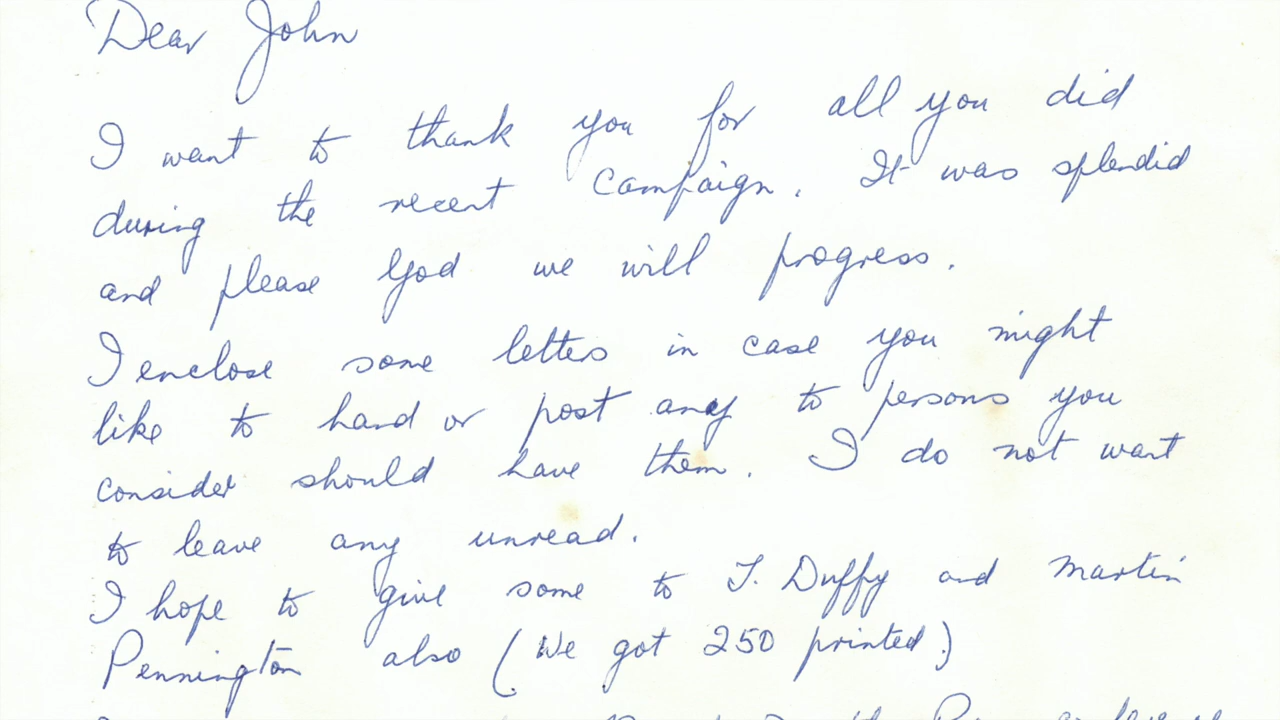 Dear John
I want to thank you for all you did
during the recent campaign. It was splendid
and please God we will progress.
I enclose some letters in case you might
like to hand or post any to persons you
consider should have them. I do not want
to leave any unread.
I hope to give some to T. Duffy and Martin
Pennington also (We got 250 printed.)